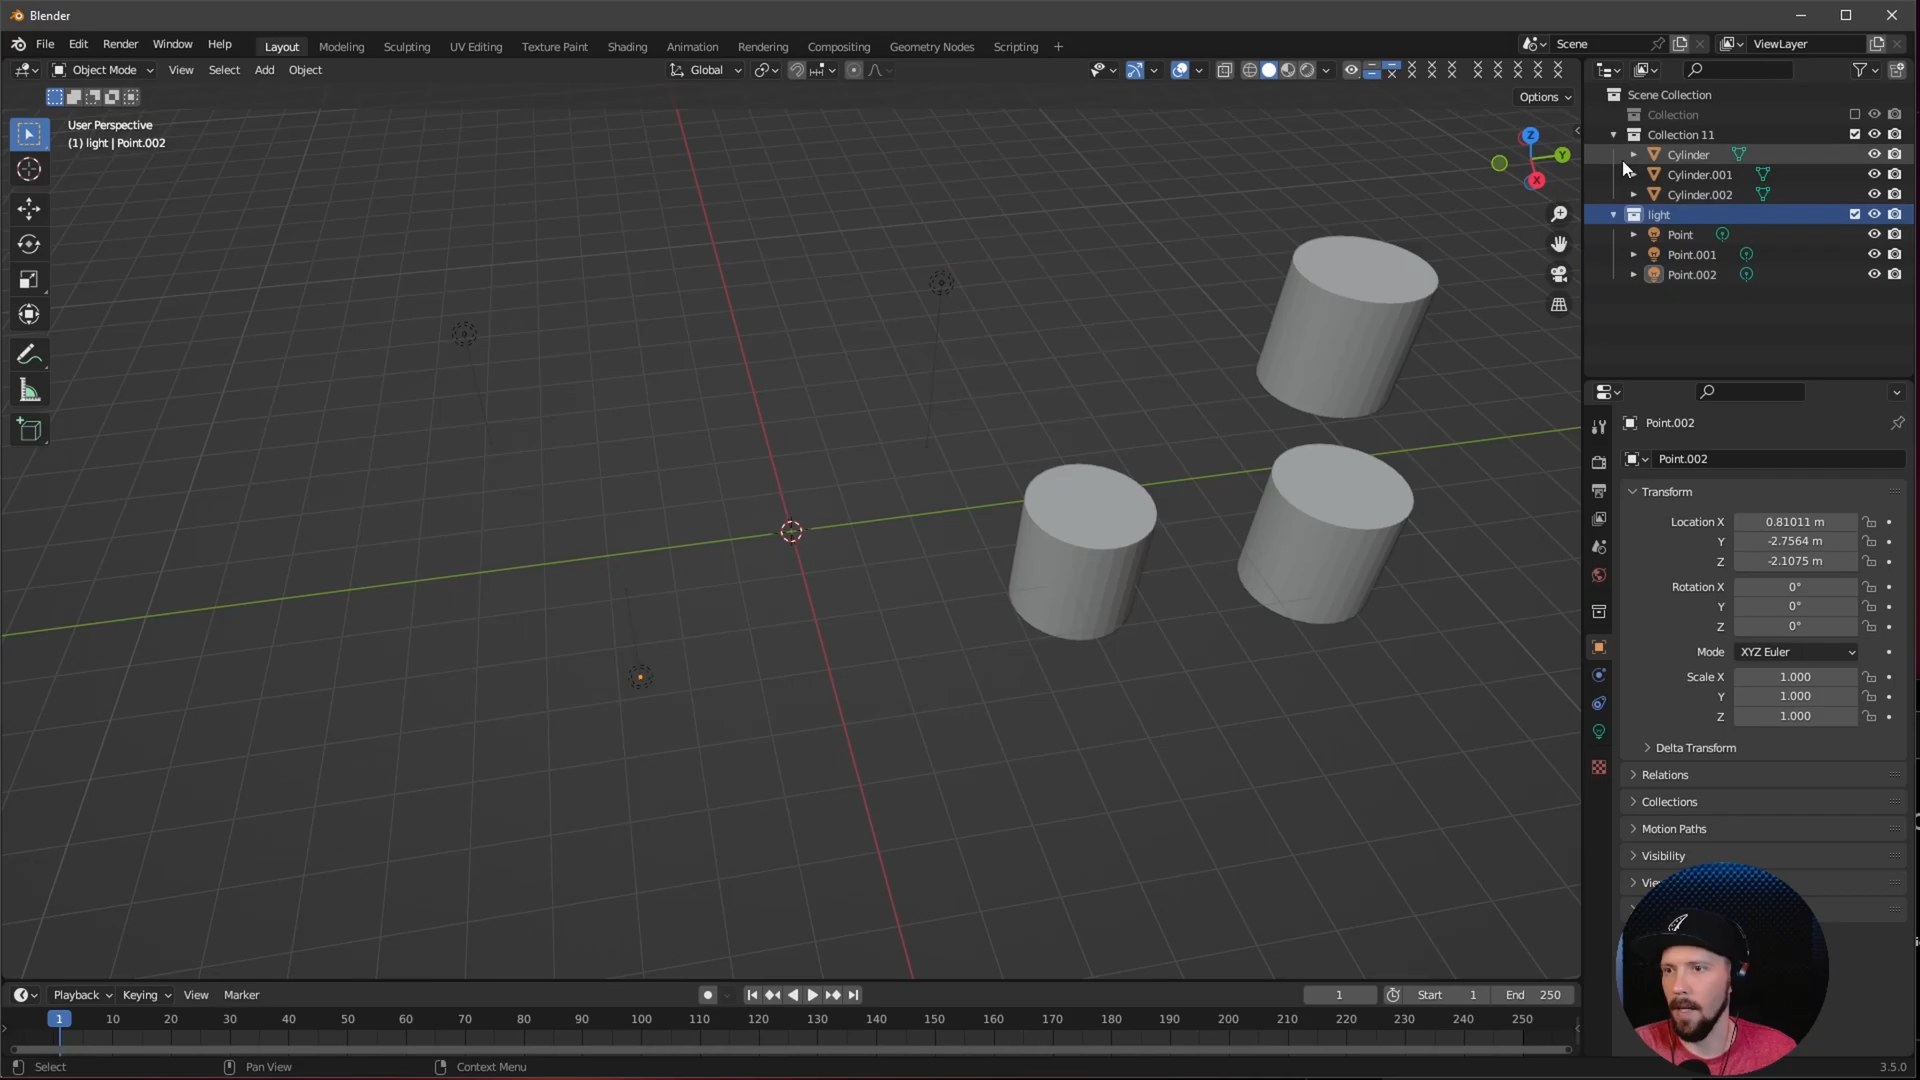 Blender
File Edit Render Window Help Layout Modeling Sculpting UV Editing Texture Paint Shading Animation Rendering Compositing Geometry Nodes Scripting + Scene ViewLayer
Object Mode View Select Add Object Global
Options
User Perspective
(1) light | Point.002
Z
Y
X
Scene Collection
Collection
Collection 11
Cylinder
Cylinder.001
Cylinder.002
light
Point
Point.001
Point.002
Point.002
Point.002
Transform
Location X 0.81011 m
Y -2.7564 m
Z -2.1075 m
Rotation X 0°
Y 0°
Z 0°
Mode XYZ Euler
Scale X 1.000
Y 1.000
Z 1.000
Delta Transform
Relations
Collections
Motion Paths
Visibility
Playback Keying View Marker 1 Start 1 End 250
1 10 20 30 40 50 60 70 80 90 100 110 120 130 140 150 160 170 180 190 200 210 220 230 240 250
Select Pan View Context Menu 3.5.0